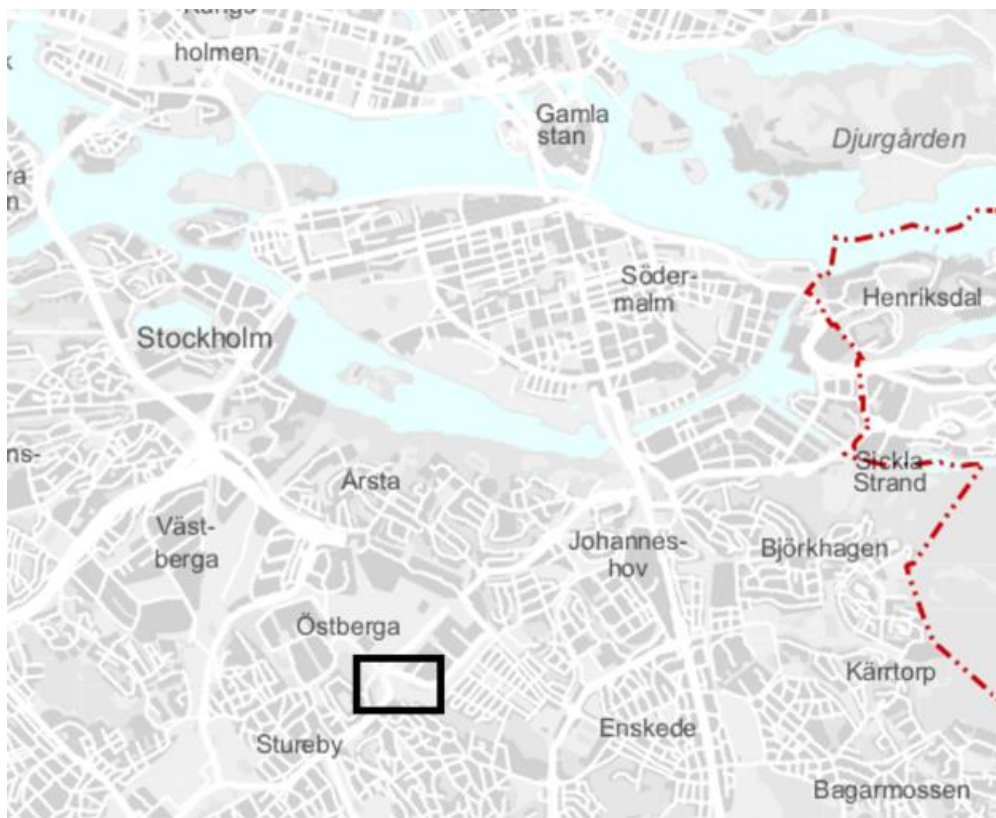 holmen
Gamla
stan
Djurgården
Söder-
malm
Henriksdal
Stockholm
Årsta
Sickla
Strand
Väst-
berga
Johannes-
hov
Björkhagen
Östberga
Kärrtorp
Stureby
Enskede
Bagarmossen